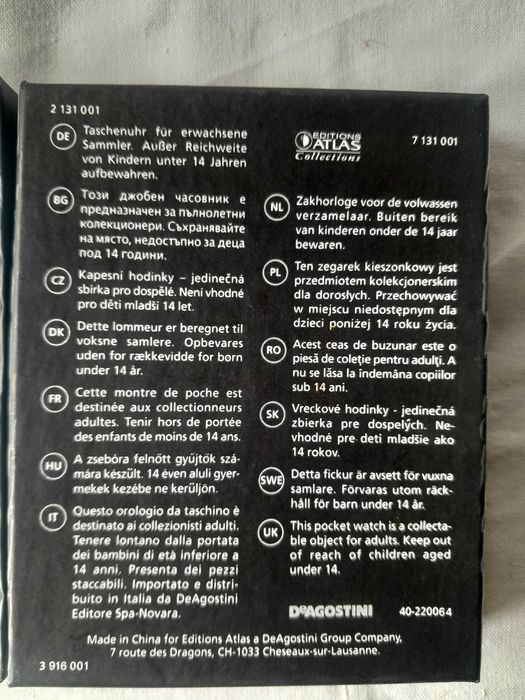 2 131 001
DE Taschenuhr für erwachsene
Sammler. Außer Reichweite
von Kindern unter 14 Jahren
aufbewahren.
BG Този джобен часовник е
предназначен за пълнолетни
колекционери. Съхранявайте
на място, недостъпно за деца
под 14 години.
CZ Kapesni hodinky – jedinečná
sbirka pro dospělé. Není vhodné
pro děti mladší 14 let.
DK Dette lommeur er beregnet til
voksne samlere. Opbevares
uden for rækkevidde for born
under 14 år.
FR Cette montre de poche est
destinée aux collectionneurs
adultes. Tenir hors de portée
des enfants de moins de 14 ans.
HU A zsebóra felnőtt gyűjtők szá-
mára készült. 14 éven aluli gyer-
mekek kezébe ne kerüljön.
IT Questo orologio da taschino è
destinato ai collezionisti adulti.
Tenere lontano dalla portata
dei bambini di età inferiore a
14 anni. Presenta dei pezzi
staccabili. Importato e distri-
buito in Italia da DeAgostini
Editore Spa-Novara.
EDITIONS
ATLAS
Collections
7 131 001
NL Zakhorloge voor de volwassen
verzamelaar. Buiten bereik
van kinderen onder de 14 jaar
bewaren.
PL Ten zegarek kieszonkowy jest
przedmiotem kolekcjonerskim
dla dorosłych. Przechowywać
w miejscu niedostępnym dla
dzieci poniżej 14 roku życia.
RO Acest ceas de buzunar este o
piesă de coleție pentru adulți. A
nu se lăsa la îndemâna copiilor
sub 14 ani.
SK Vreckové hodinky - jedinečná
zbierka pre dospelých. Ne-
vhodné pre deti mladšie ako
14 rokov.
SWE Detta fickur är avsett för vuxna
samlare. Förvaras utom räck-
håll för barn under 14 år.
UK This pocket watch is a collecta-
ble object for adults. Keep out
of reach of children aged
under 14.
DeAGOSTINI
40-220064
Made in China for Editions Atlas a DeAgostini Group Company,
7 route des Dragons, CH-1033 Cheseaux-sur-Lausanne.
3 916 001